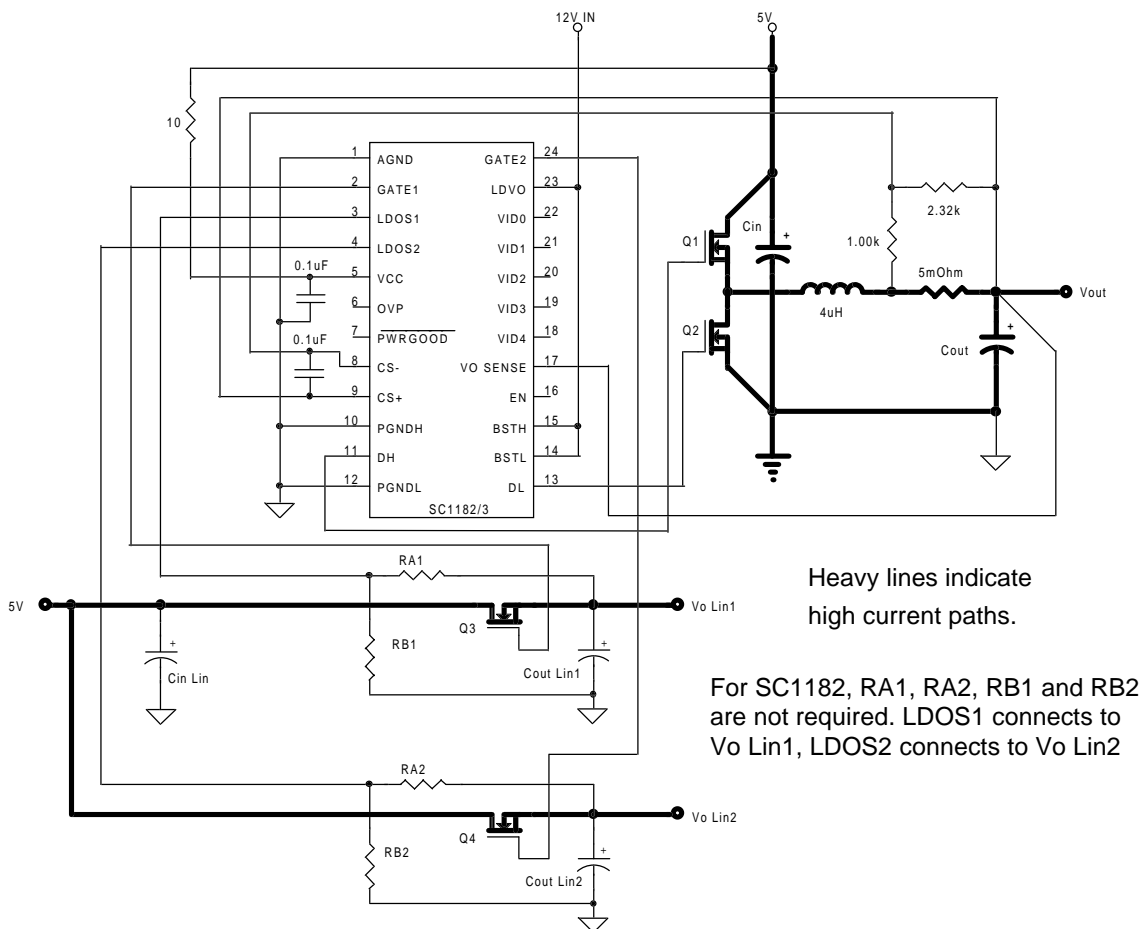 12V IN
5V
10
1 AGND GATE2 24
2 GATE1 LDVO 23
3 LDOS1 VID0 22
4 LDOS2 VID1 21
5 VCC VID2 20
6 OVP VID3 19
7 PWRGOOD VID4 18
8 CS- VO SENSE 17
9 CS+ EN 16
10 PGNDH BSTH 15
11 DH BSTL 14
12 PGNDL DL 13
SC1182/3
0.1uF
0.1uF
Q1
Q2
Cin
+
2.32k
1.00k
5mOhm
4uH
Vout
+
Cout
RA1
5V
Vo Lin1
Q3
RB1
+
Cin Lin
+
Cout Lin1
Heavy lines indicate
high current paths.
For SC1182, RA1, RA2, RB1 and RB2
are not required. LDOS1 connects to
Vo Lin1, LDOS2 connects to Vo Lin2
RA2
Vo Lin2
Q4
RB2
+
Cout Lin2